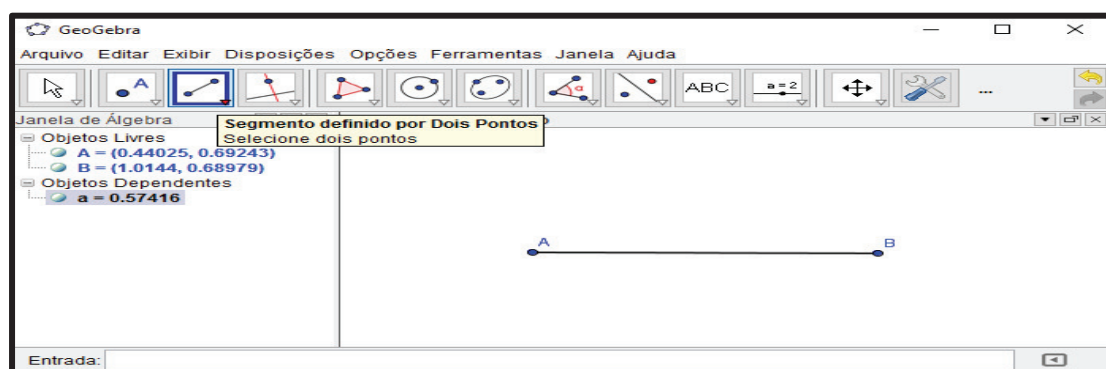 GeoGebra
Arquivo Editar Exibir Disposições Opções Ferramentas Janela Ajuda
A α ABC a=2 ...
Janela de Álgebra
Segmento definido por Dois Pontos
Selecione dois pontos
Objetos Livres
A = (0.44025, 0.69243)
B = (1.0144, 0.68979)
Objetos Dependentes
a = 0.57416
A B
Entrada: